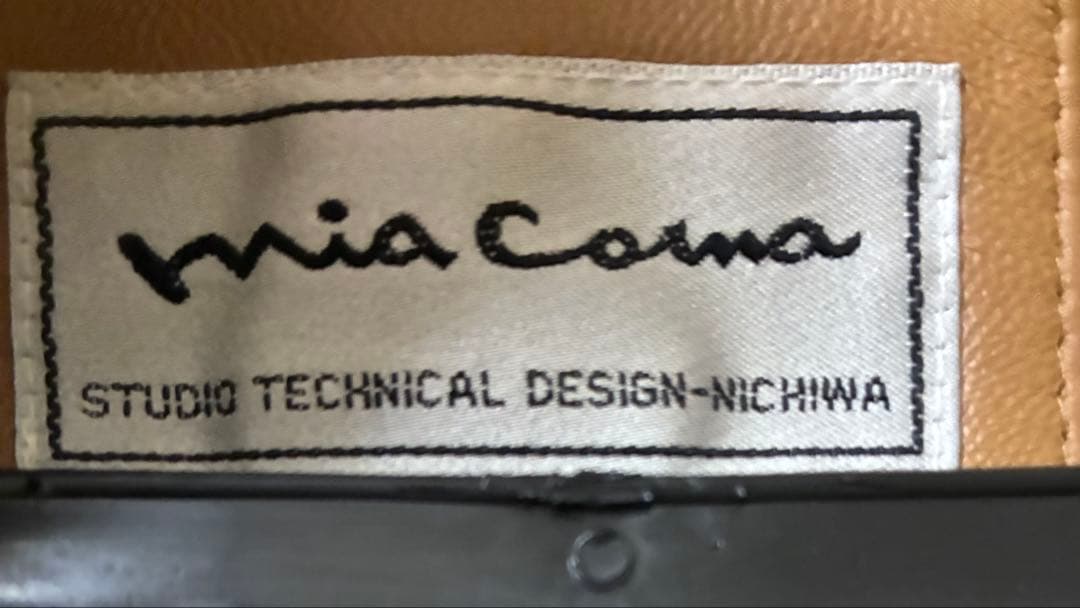 mia Coma
STUDIO TECHNICAL DESIGN-NICHIWA